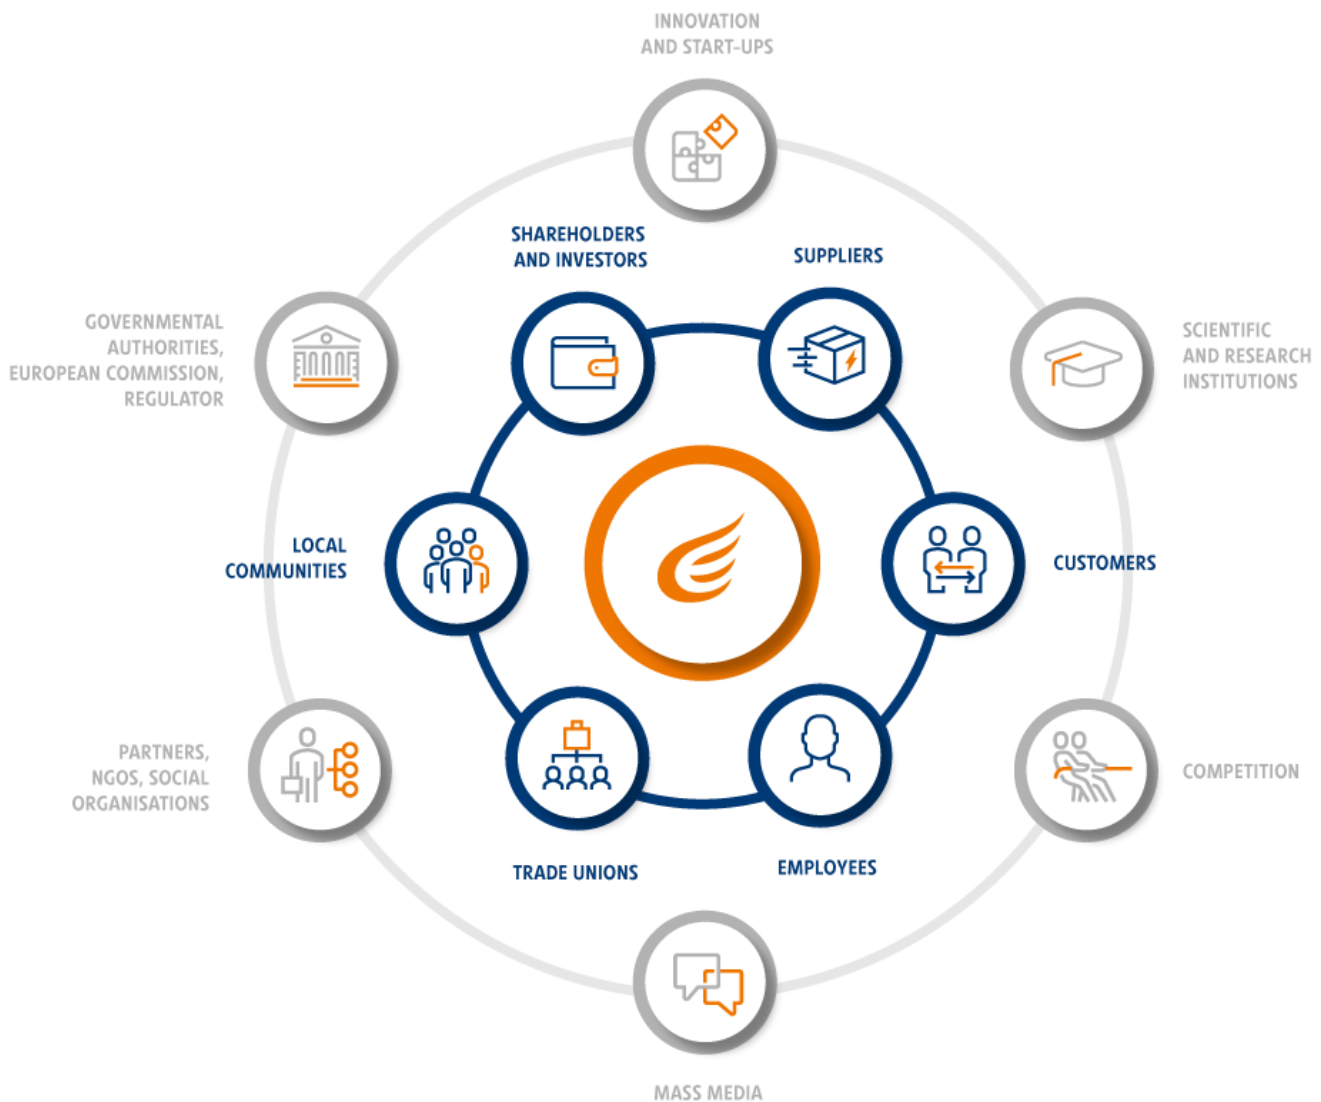 INNOVATION
AND START-UPS
SHAREHOLDERS
AND INVESTORS
SUPPLIERS
GOVERNMENTAL
AUTHORITIES,
EUROPEAN COMMISSION,
REGULATOR
SCIENTIFIC
AND RESEARCH
INSTITUTIONS
LOCAL
COMMUNITIES
CUSTOMERS
PARTNERS,
NGOS, SOCIAL
ORGANISATIONS
COMPETITION
TRADE UNIONS
EMPLOYEES
MASS MEDIA